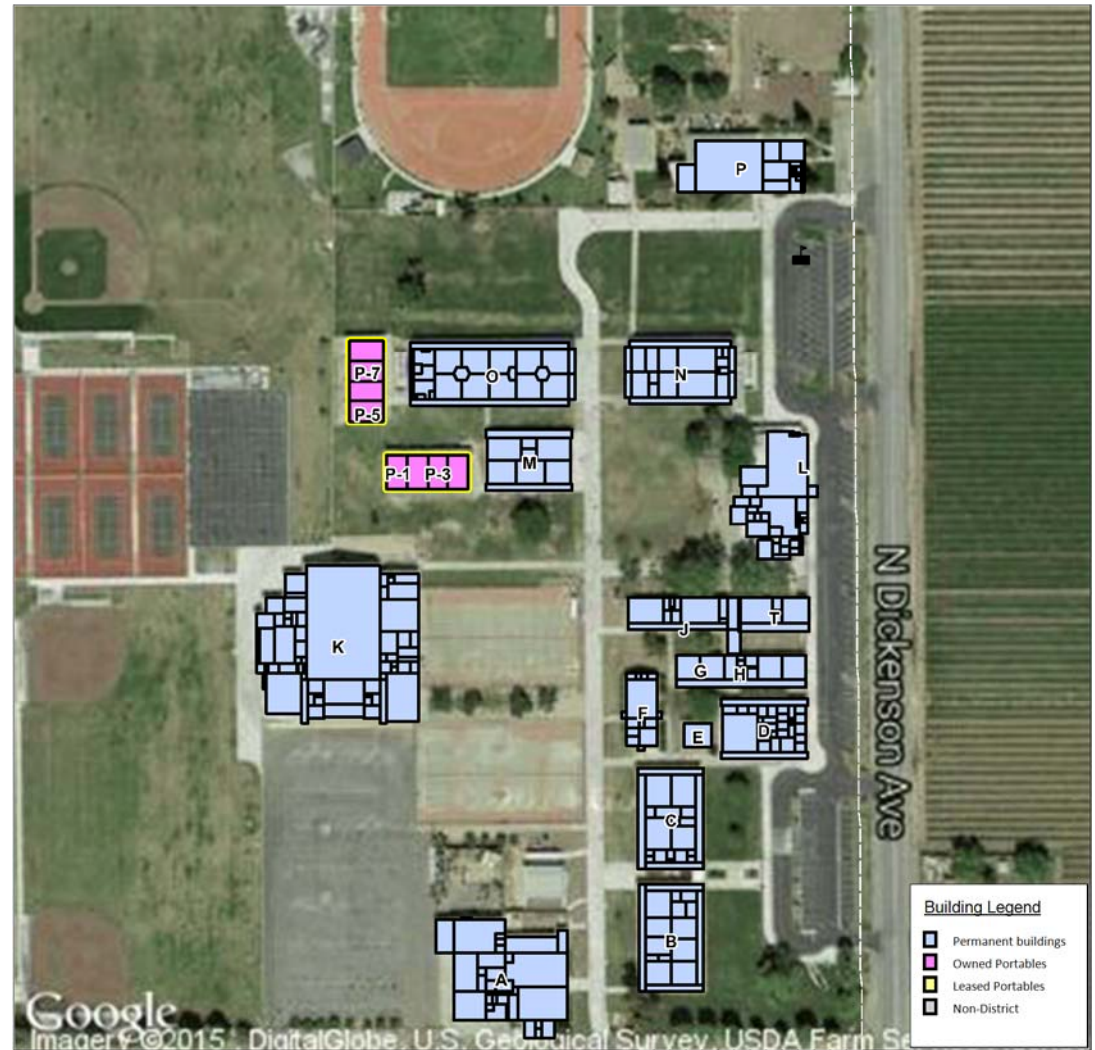 P
P-7
O
N
P-5
M
L
P-1 P-3
N Dickenson Ave
T
J
K
G
H
F
D
E
C
B
A
Building Legend
Permanent buildings
Owned Portables
Leased Portables
Non-District
Google
Imagery ©2015 , DigitalGlobe, U.S. Geological Survey, USDA Farm Se